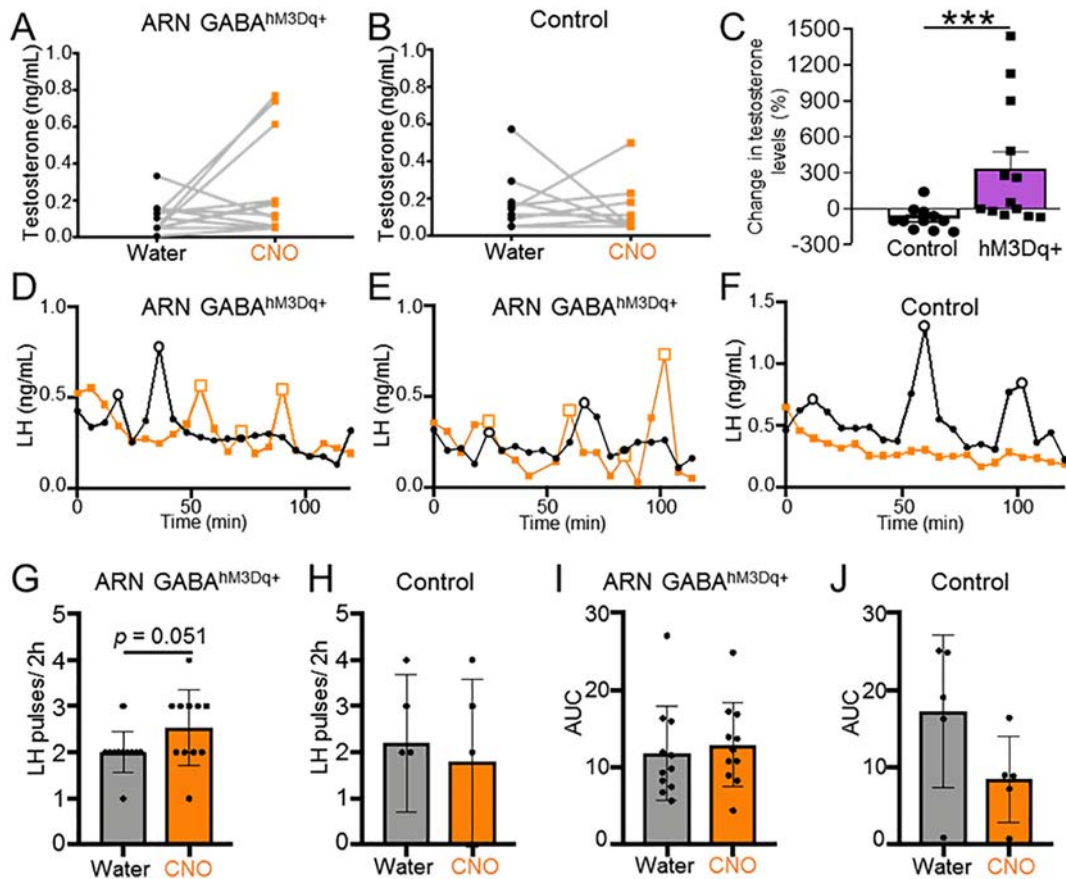 A
ARN GABAhM3Dq+
Testosterone (ng/mL)
1.0
0.8
0.6
0.4
0.2
0.0
Water
CNO
B
Control
Testosterone (ng/mL)
1.0
0.8
0.6
0.4
0.2
0.0
Water
CNO
C
***
Change in testosterone
levels (%)
1500
1200
900
600
300
0
-300
Control
hM3Dq+
D
ARN GABAhM3Dq+
LH (ng/mL)
1.0
0.5
0.0
0
50
100
Time (min)
E
ARN GABAhM3Dq+
LH (ng/mL)
1.0
0.5
0.0
0
50
100
Time (min)
F
Control
LH (ng/mL)
1.5
1.0
0.5
0.0
0
50
100
Time (min)
G
ARN GABAhM3Dq+
LH pulses/ 2h
5
4
3
2
1
0
p = 0.051
Water
CNO
H
Control
LH pulses/ 2h
5
4
3
2
1
0
Water
CNO
I
ARN GABAhM3Dq+
AUC
30
20
10
0
Water
CNO
J
Control
AUC
30
20
10
0
Water
CNO